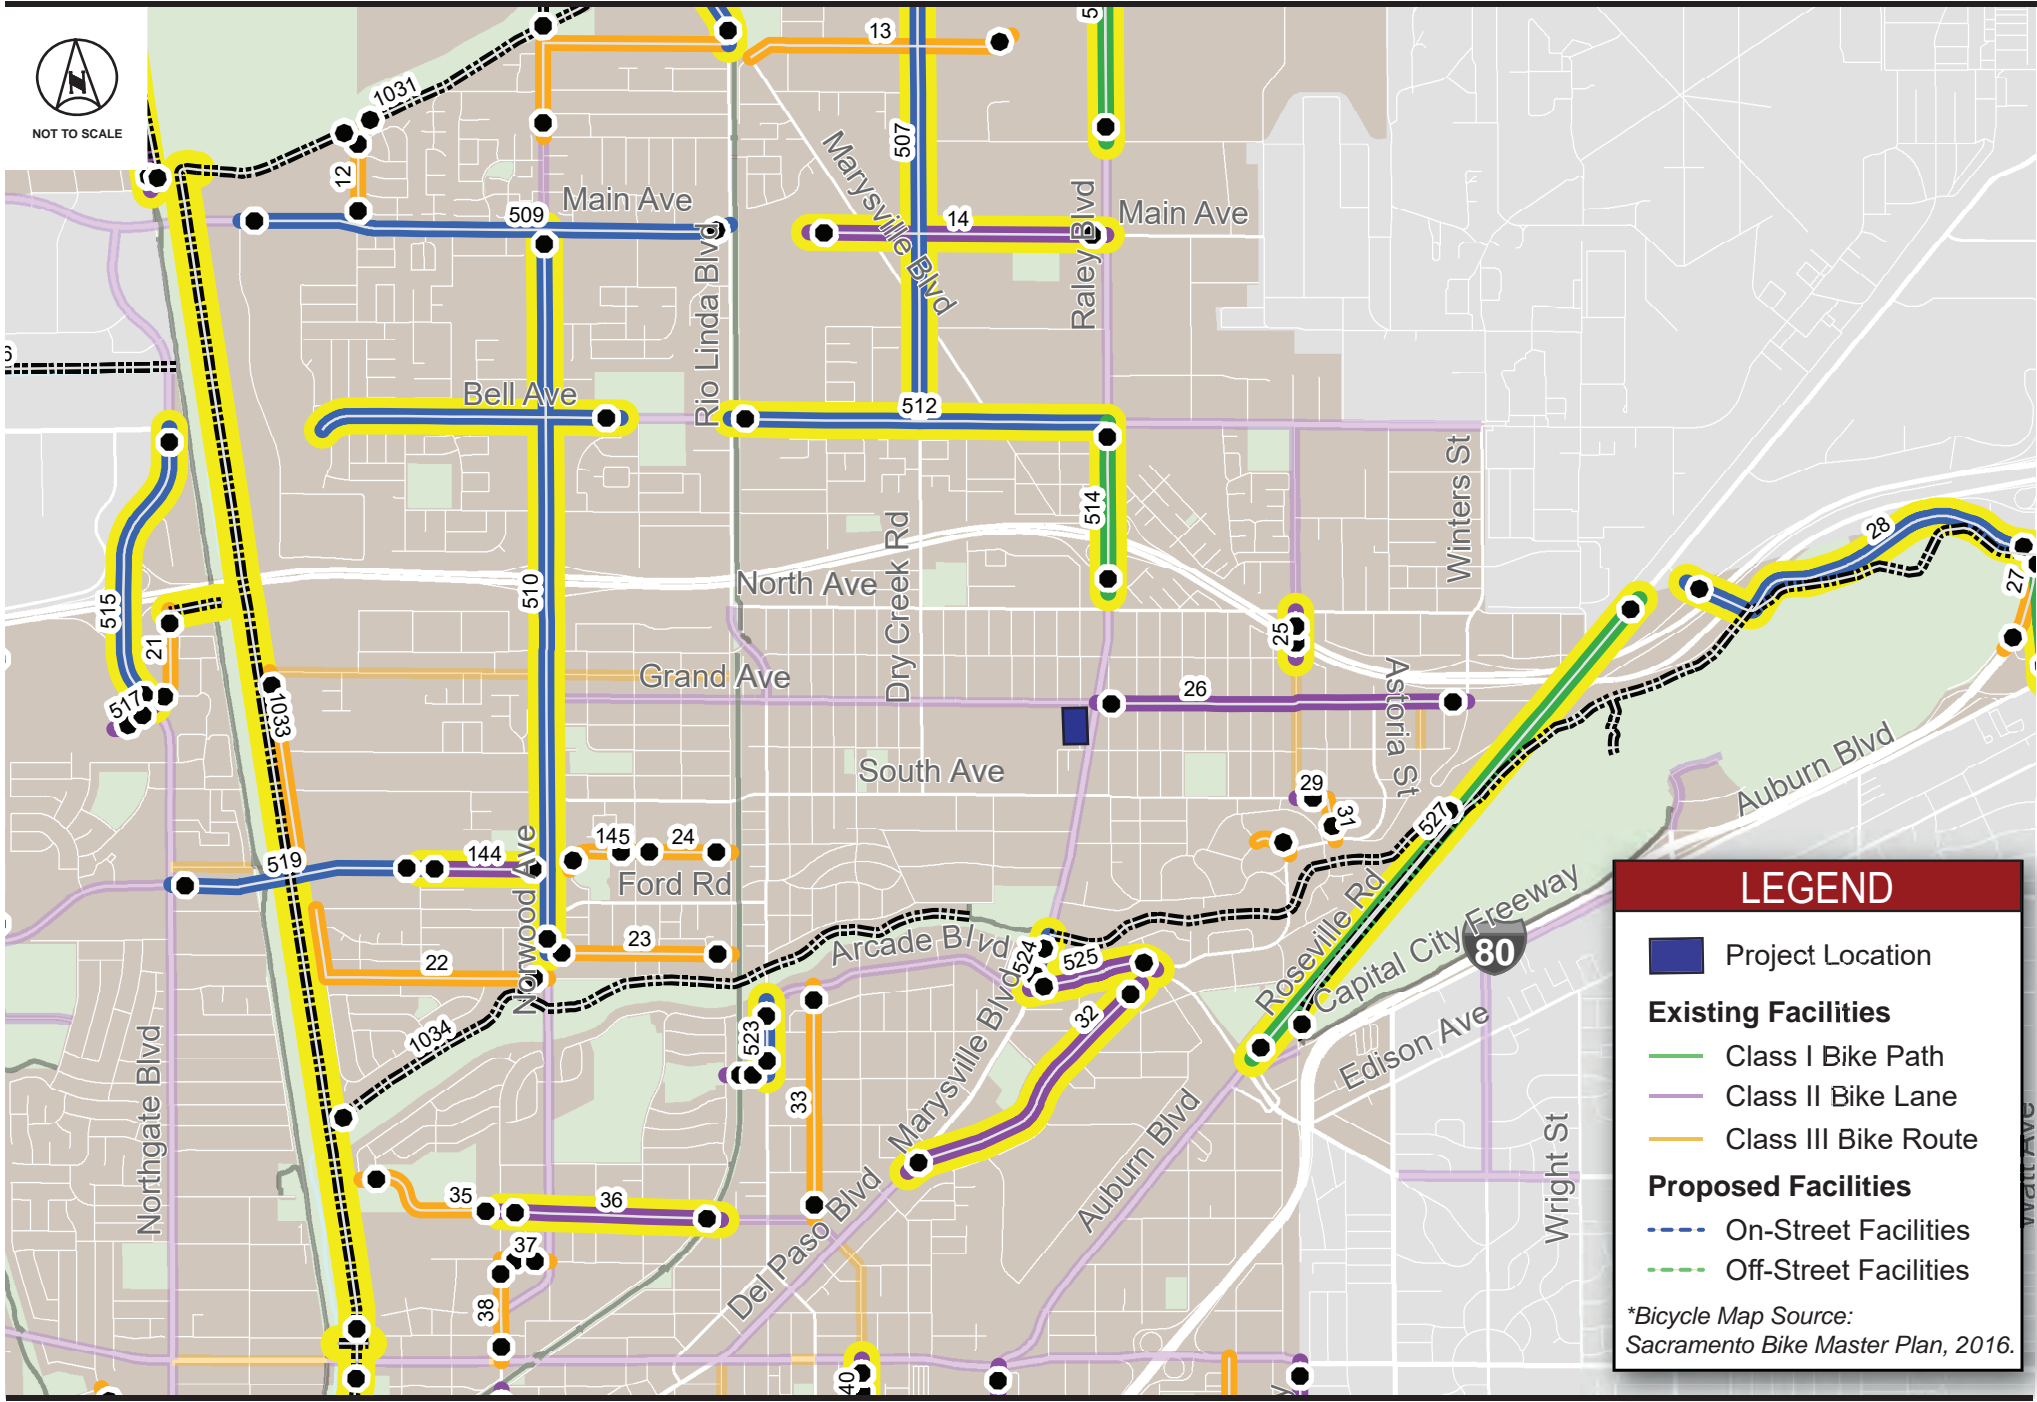 N
NOT TO SCALE
1031
13
5
12
507
Marysville Blvd
Main Ave
509
14
Raley Blvd
Main Ave
Rio Linda Blvd
6
Bell Ave
512
514
Winters St
28
Dry Creek Rd
North Ave
510
515
21
25
27
Grand Ave
26
Astoria St
517
1033
South Ave
Auburn Blvd
29
31
527
145
24
519
144
Norwood Ave
Ford Rd
Roseville Rd
Capital City Freeway
80
22
23
Arcade Blvd
524
525
32
1034
523
33
Marysville Blvd
Edison Ave
Northgate Blvd
Auburn Blvd
Wright St
Watt Ave
35
36
Del Paso Blvd
37
38
40
y
LEGEND
Project Location
Existing Facilities
Class I Bike Path
Class II Bike Lane
Class III Bike Route
Proposed Facilities
On-Street Facilities
Off-Street Facilities
*Bicycle Map Source:
Sacramento Bike Master Plan, 2016.